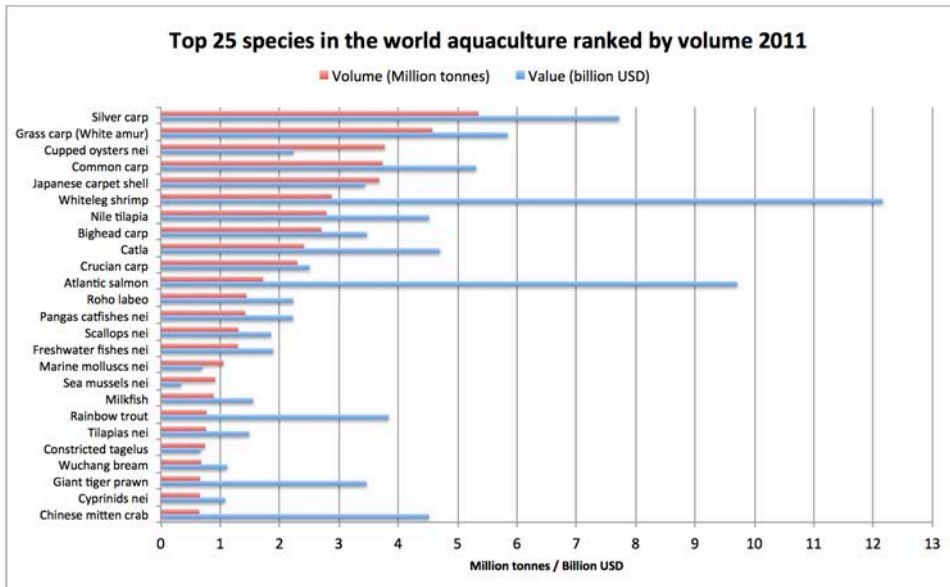 Top 25 species in the world aquaculture ranked by volume 2011
Volume (Million tonnes) Value (billion USD)
Silver carp
Grass carp (White amur)
Cupped oysters nei
Common carp
Japanese carpet shell
Whiteleg shrimp
Nile tilapia
Bighead carp
Catla
Crucian carp
Atlantic salmon
Roho labeo
Pangas catfishes nei
Scallops nei
Freshwater fishes nei
Marine molluscs nei
Sea mussels nei
Milkfish
Rainbow trout
Tilapias nei
Constricted tagelus
Wuchang bream
Giant tiger prawn
Cyprinids nei
Chinese mitten crab
0 1 2 3 4 5 6 7 8 9 10 11 12 13
Million tonnes / Billion USD